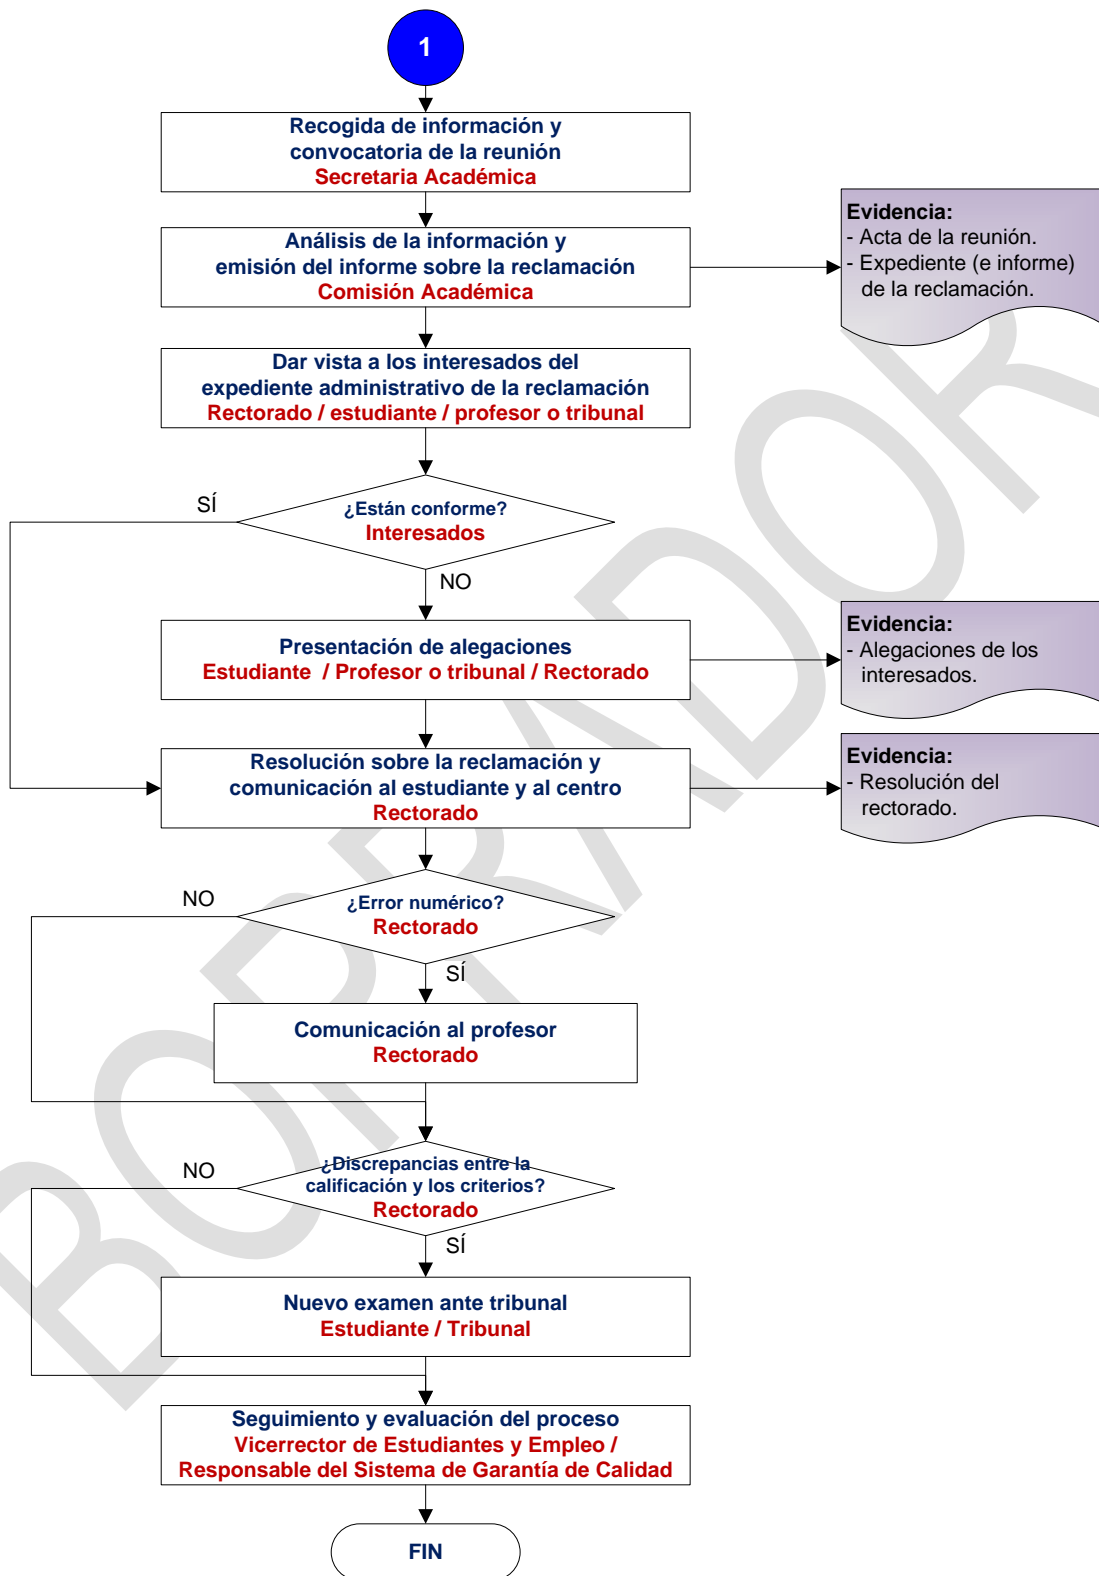 1
Recogida de información y
convocatoria de la reunión
Secretaria Académica
Análisis de la información y
emisión del informe sobre la reclamación
Comisión Académica
Evidencia:
- Acta de la reunión.
- Expediente (e informe)
de la reclamación.
Dar vista a los interesados del
expediente administrativo de la reclamación
Rectorado / estudiante / profesor o tribunal
SÍ
¿Están conforme?
Interesados
NO
Presentación de alegaciones
Estudiante / Profesor o tribunal / Rectorado
Evidencia:
- Alegaciones de los
interesados.
Resolución sobre la reclamación y
comunicación al estudiante y al centro
Rectorado
Evidencia:
- Resolución del
rectorado.
NO
¿Error numérico?
Rectorado
SÍ
Comunicación al profesor
Rectorado
NO
¿Discrepancias entre la
calificación y los criterios?
Rectorado
SÍ
Nuevo examen ante tribunal
Estudiante / Tribunal
Seguimiento y evaluación del proceso
Vicerrector de Estudiantes y Empleo /
Responsable del Sistema de Garantía de Calidad
FIN
BORRADOR